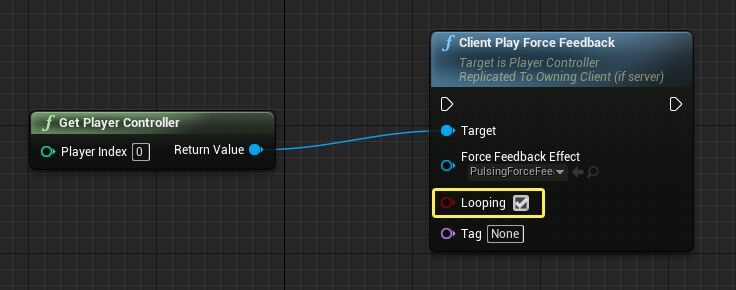 Client Play Force Feedback
Target is Player Controller
Replicated To Owning Client (if server)
Get Player Controller
Player Index 0
Return Value
Target
Force Feedback Effect
PulsingForceFee
Looping
Tag None